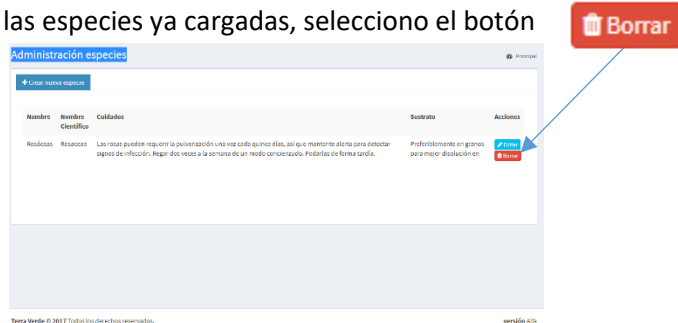 las especies ya cargadas, selecciono el botón
Borrar
Administración especies
Principal
Crear nueva especie
Nombre Nombre Científico Cuidados Sustrato Acciones
Rosáceas Rosaceae Las rosas pueden requerir la pulverización una vez cada quince días, así que mantente alerta para detectar Preferiblemente en granos Editar
signos de infección. Regar dos veces a la semana de un modo concienzudo. Podarlas de forma tardía. para mejor disolución en Borrar
Terra Verde © 2017 Todos los derechos reservados. versión Alfa